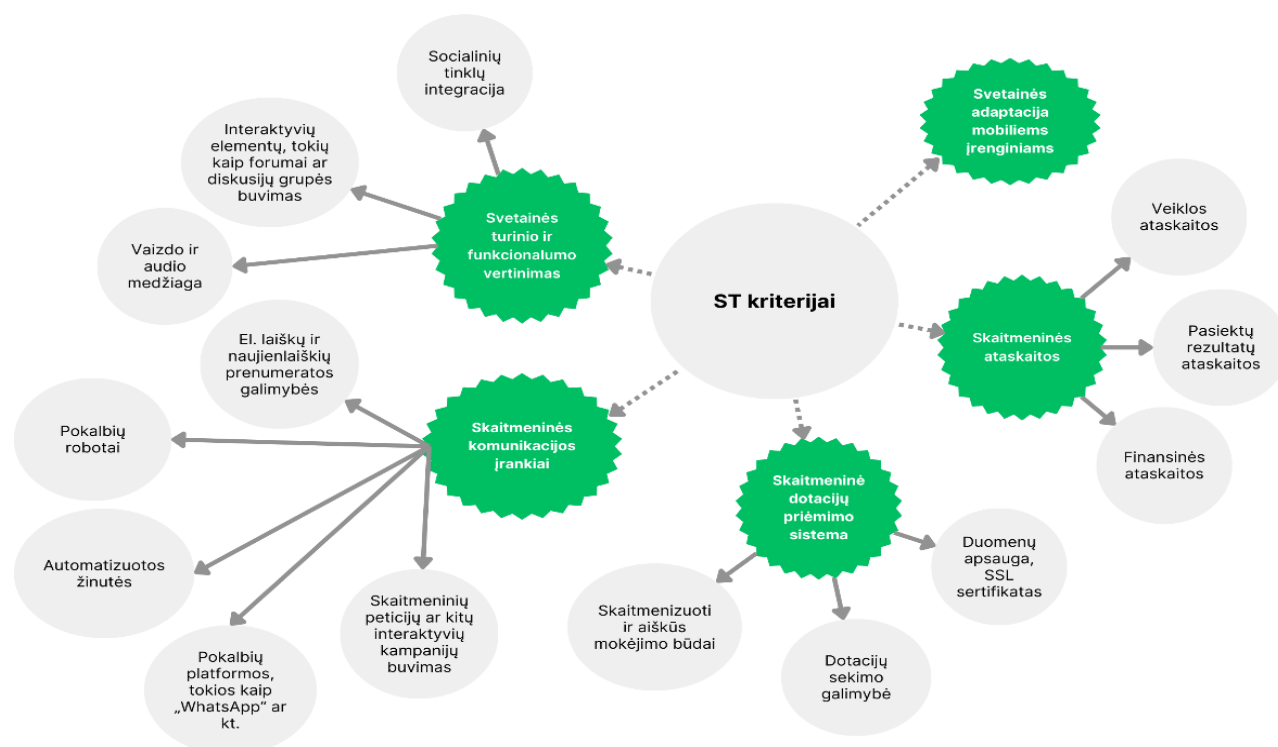 Socialinių
tinklų
integracija
Interaktyvių
elementų, tokių
kaip forumai ar
diskusijų grupės
buvimas
Vaizdo ir
audio
medžiaga
Svetainės
turinio ir
funkcionalumo
vertinimas
Svetainės
adaptacija
mobiliems
įrenginiams
ST kriterijai
Veiklos
ataskaitos
Skaitmeninės
ataskaitos
Pasiektų
rezultatų
ataskaitos
Finansinės
ataskaitos
El. laiškų ir
naujienlaiškių
prenumeratos
galimybės
Pokalbių
robotai
Skaitmeninės
komunikacijos
įrankiai
Automatizuotos
žinutės
Pokalbių
platformos,
tokios kaip
„WhatsApp“ ar
kt.
Skaitmeninių
peticijų ar kitų
interaktyvių
kampanijų
buvimas
Skaitmeninė
dotacijų
priėmimo
sistema
Skaitmenizuoti
ir aiškūs
mokėjimo būdai
Dotacijų
sekimo
galimybė
Duomenų
apsauga,
SSL
sertifikatas